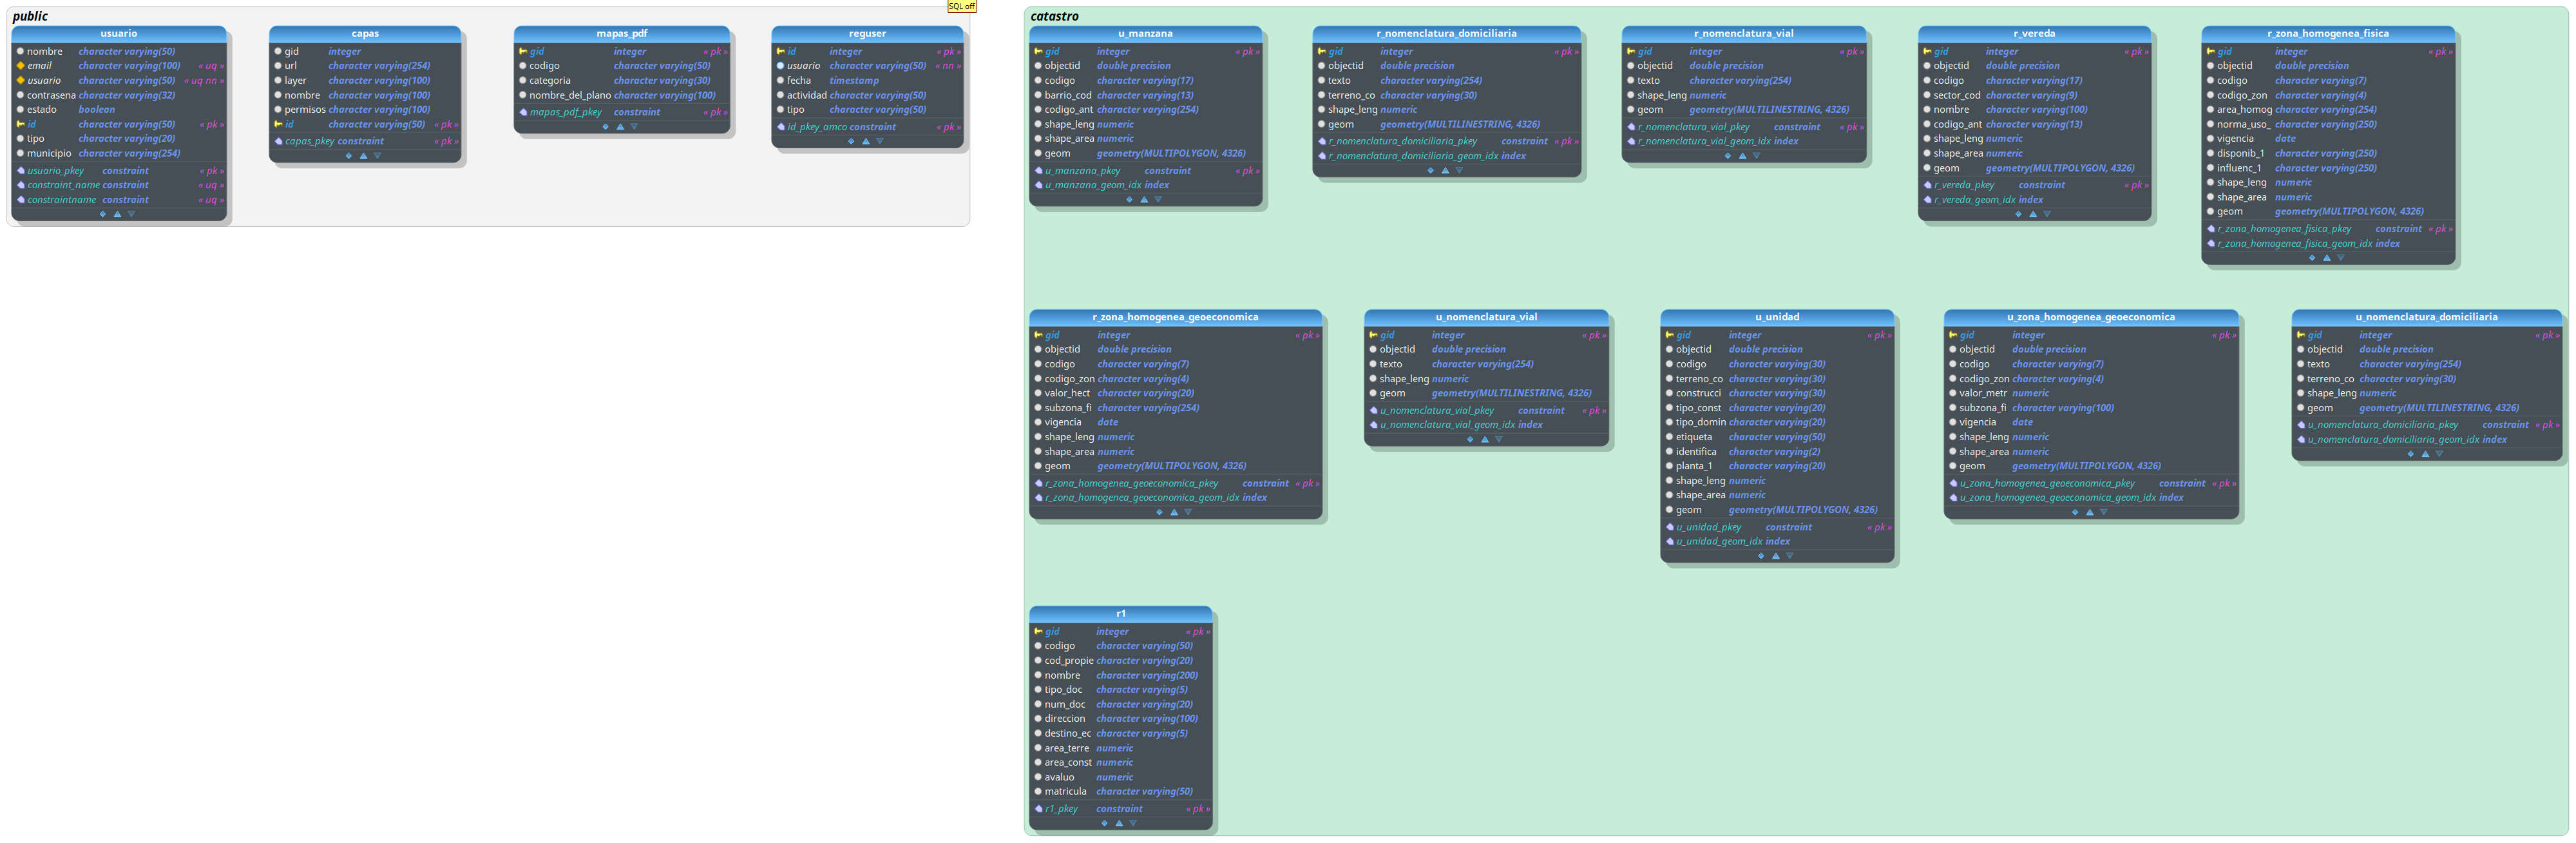 public
SQL off
usuario
nombre character varying(50)
email character varying(100) « uq »
usuario character varying(50) « uq nn »
contrasena character varying(32)
estado boolean
id character varying(50) « pk »
tipo character varying(20)
municipio character varying(254)
usuario_pkey constraint « pk »
constraint_name constraint « uq »
constraintname constraint « uq »
capas
gid integer
url character varying(254)
layer character varying(100)
nombre character varying(100)
permisos character varying(100)
id character varying(50) « pk »
capas_pkey constraint « pk »
mapas_pdf
gid integer « pk »
codigo character varying(50)
categoria character varying(30)
nombre_del_plano character varying(100)
mapas_pdf_pkey constraint « pk »
reguser
id integer « pk »
usuario character varying(50) « nn »
fecha timestamp
actividad character varying(50)
tipo character varying(50)
id_pkey_amco constraint « pk »
catastro
u_manzana
gid integer « pk »
objectid double precision
codigo character varying(17)
barrio_cod character varying(13)
codigo_ant character varying(254)
shape_leng numeric
shape_area numeric
geom geometry(MULTIPOLYGON, 4326)
u_manzana_pkey constraint « pk »
u_manzana_geom_idx index
r_nomenclatura_domiciliaria
gid integer « pk »
objectid double precision
texto character varying(254)
terreno_co character varying(30)
shape_leng numeric
geom geometry(MULTILINESTRING, 4326)
r_nomenclatura_domiciliaria_pkey constraint « pk »
r_nomenclatura_domiciliaria_geom_idx index
r_nomenclatura_vial
gid integer « pk »
objectid double precision
texto character varying(254)
shape_leng numeric
geom geometry(MULTILINESTRING, 4326)
r_nomenclatura_vial_pkey constraint « pk »
r_nomenclatura_vial_geom_idx index
r_vereda
gid integer « pk »
objectid double precision
codigo character varying(17)
sector_cod character varying(9)
nombre character varying(100)
codigo_ant character varying(13)
shape_leng numeric
shape_area numeric
geom geometry(MULTIPOLYGON, 4326)
r_vereda_pkey constraint « pk »
r_vereda_geom_idx index
r_zona_homogenea_fisica
gid integer « pk »
objectid double precision
codigo character varying(7)
codigo_zon character varying(4)
area_homog character varying(254)
norma_uso_ character varying(250)
vigencia date
disponib_1 character varying(250)
influenc_1 character varying(250)
shape_leng numeric
shape_area numeric
geom geometry(MULTIPOLYGON, 4326)
r_zona_homogenea_fisica_pkey constraint « pk »
r_zona_homogenea_fisica_geom_idx index
r_zona_homogenea_geoeconomica
gid integer « pk »
objectid double precision
codigo character varying(7)
codigo_zon character varying(4)
valor_hect character varying(20)
subzona_fi character varying(254)
vigencia date
shape_leng numeric
shape_area numeric
geom geometry(MULTIPOLYGON, 4326)
r_zona_homogenea_geoeconomica_pkey constraint « pk »
r_zona_homogenea_geoeconomica_geom_idx index
u_nomenclatura_vial
gid integer « pk »
objectid double precision
texto character varying(254)
shape_leng numeric
geom geometry(MULTILINESTRING, 4326)
u_nomenclatura_vial_pkey constraint « pk »
u_nomenclatura_vial_geom_idx index
u_unidad
gid integer « pk »
objectid double precision
codigo character varying(30)
terreno_co character varying(30)
construcci character varying(30)
tipo_const character varying(20)
tipo_domin character varying(20)
etiqueta character varying(50)
identifica character varying(2)
planta_1 character varying(20)
shape_leng numeric
shape_area numeric
geom geometry(MULTIPOLYGON, 4326)
u_unidad_pkey constraint « pk »
u_unidad_geom_idx index
u_zona_homogenea_geoeconomica
gid integer « pk »
objectid double precision
codigo character varying(7)
codigo_zon character varying(4)
valor_metr numeric
subzona_fi character varying(100)
vigencia date
shape_leng numeric
shape_area numeric
geom geometry(MULTIPOLYGON, 4326)
u_zona_homogenea_geoeconomica_pkey constraint « pk »
u_zona_homogenea_geoeconomica_geom_idx index
u_nomenclatura_domiciliaria
gid integer « pk »
objectid double precision
texto character varying(254)
terreno_co character varying(30)
shape_leng numeric
geom geometry(MULTILINESTRING, 4326)
u_nomenclatura_domiciliaria_pkey constraint « pk »
u_nomenclatura_domiciliaria_geom_idx index
r1
gid integer « pk »
codigo character varying(50)
cod_propie character varying(20)
nombre character varying(200)
tipo_doc character varying(5)
num_doc character varying(20)
direccion character varying(100)
destino_ec character varying(5)
area_terre numeric
area_const numeric
avaluo numeric
matricula character varying(50)
r1_pkey constraint « pk »